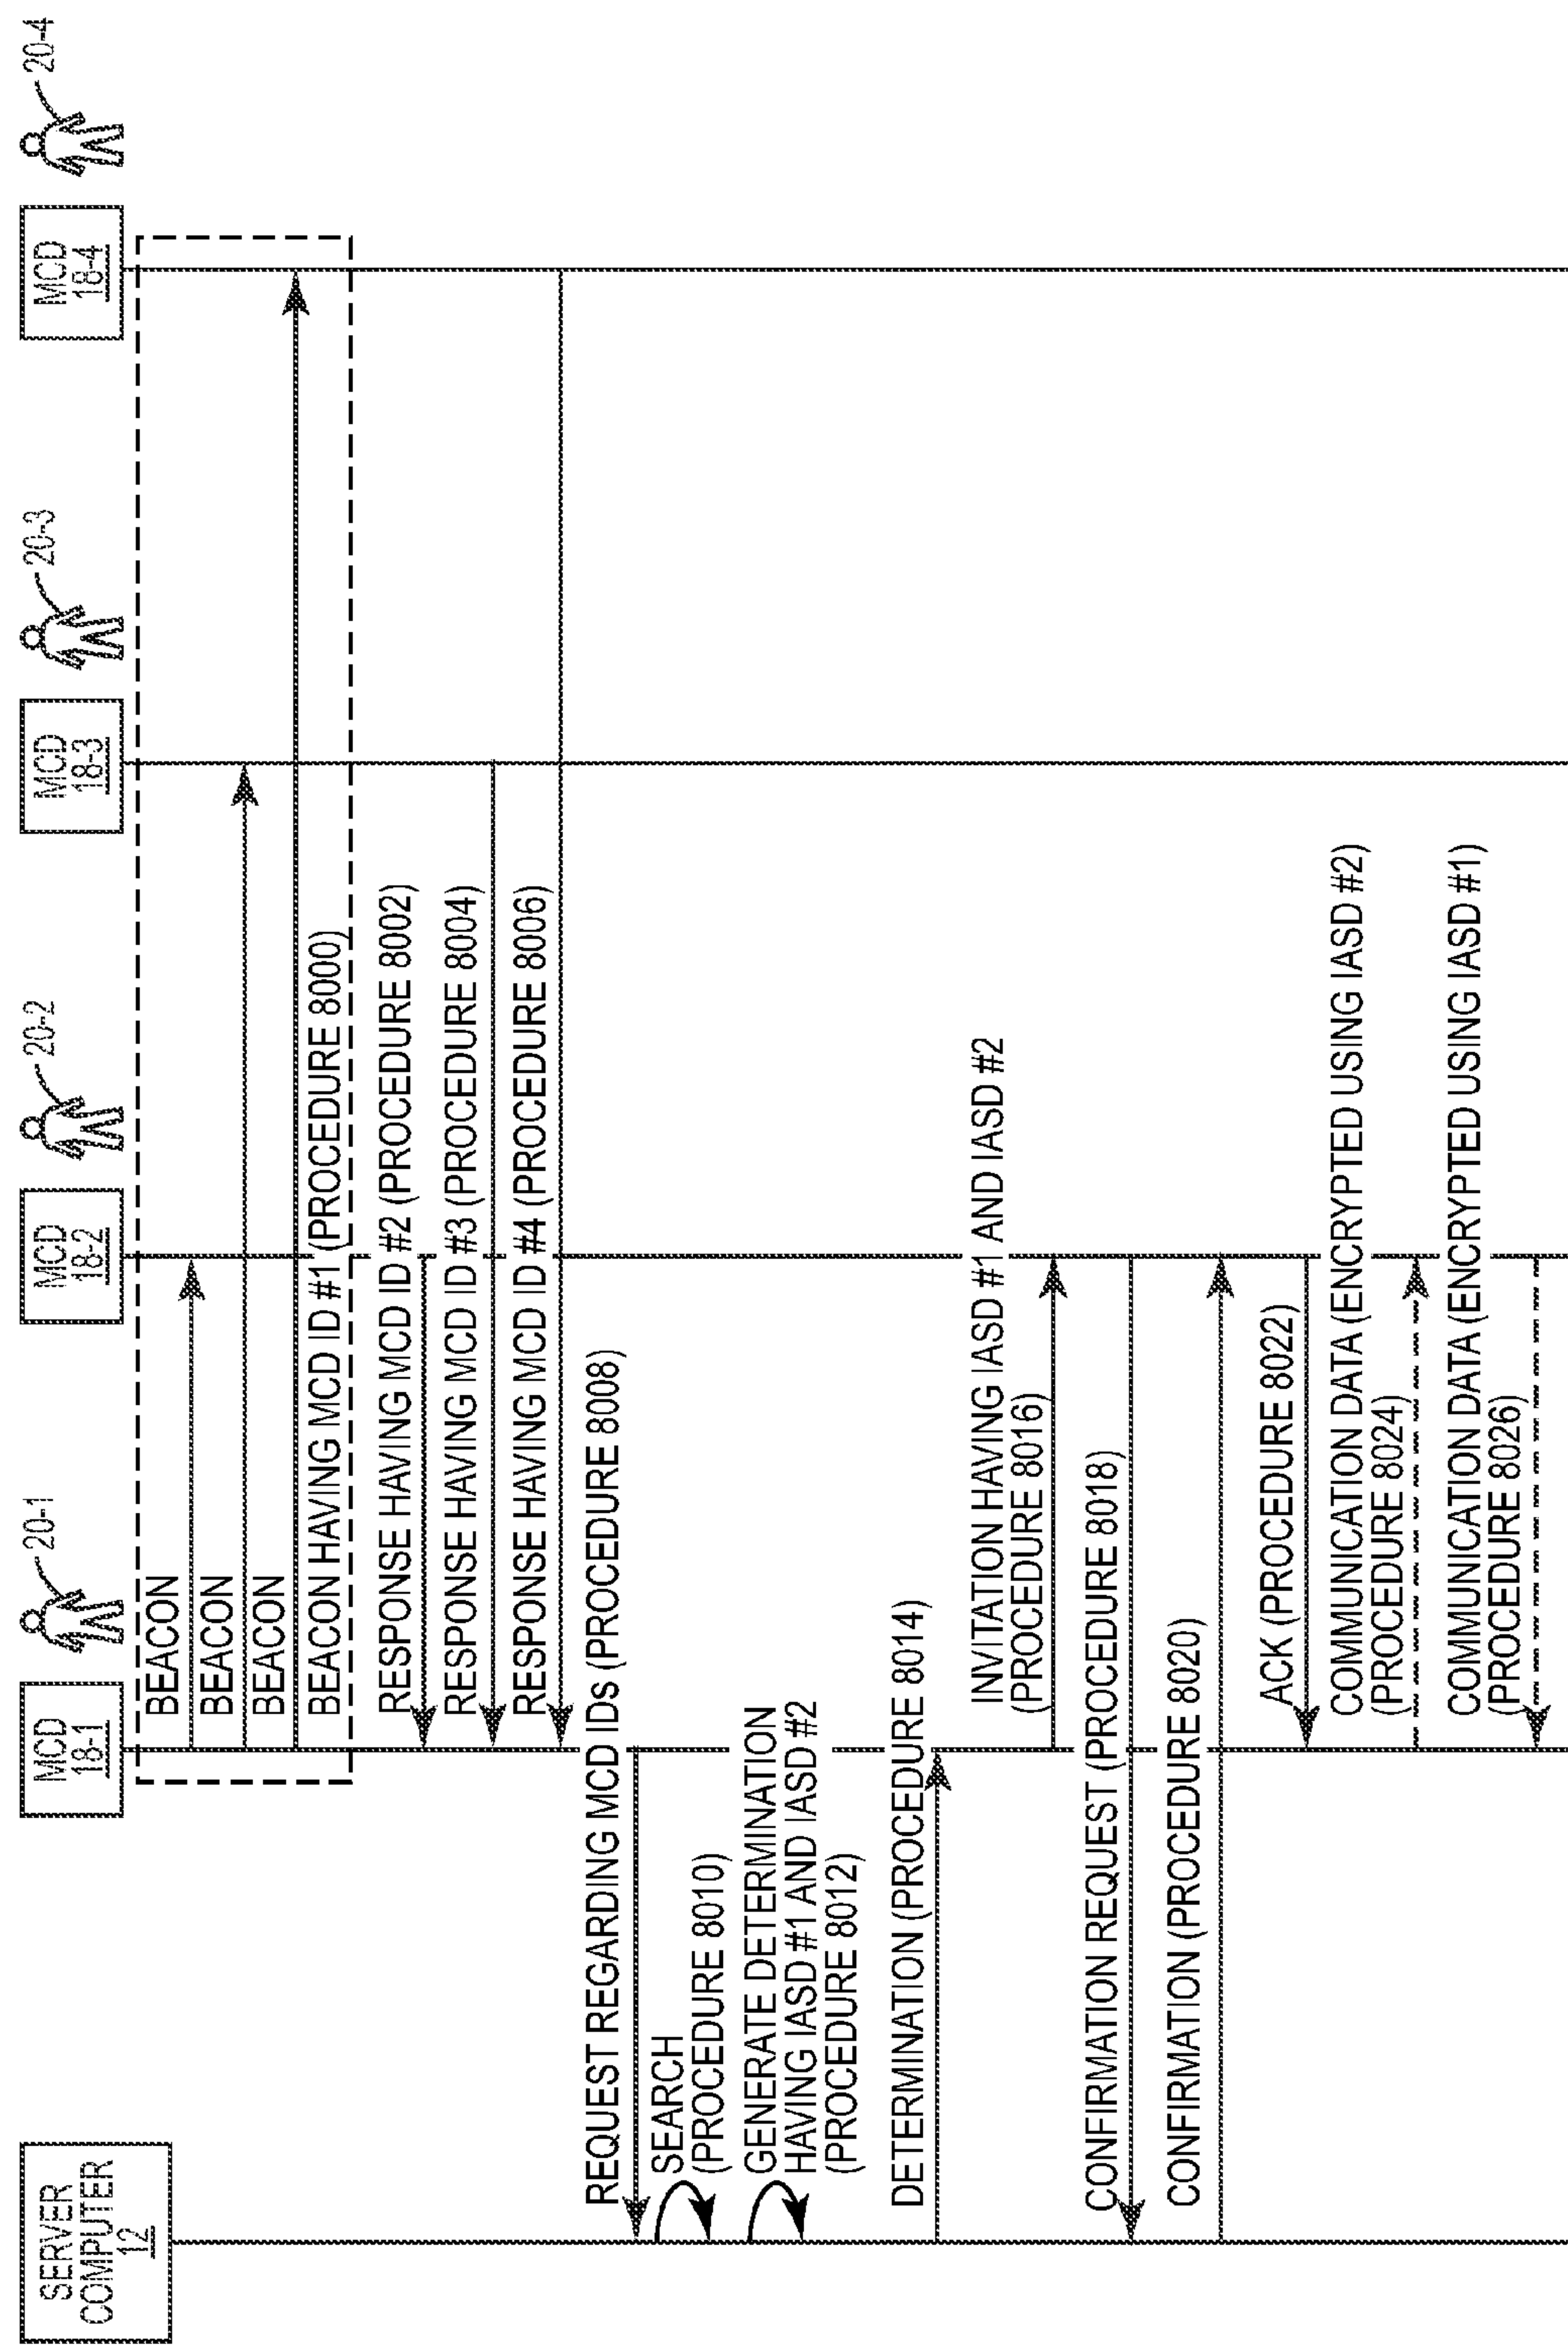 SERVER
COMPUTER
12
MCD
18-1
20-1
MCD
18-2
20-2
MCD
18-3
20-3
MCD
18-4
20-4
BEACON
BEACON
BEACON
BEACON HAVING MCD ID #1 (PROCEDURE 8000)
RESPONSE HAVING MCD ID #2 (PROCEDURE 8002)
RESPONSE HAVING MCD ID #3 (PROCEDURE 8004)
RESPONSE HAVING MCD ID #4 (PROCEDURE 8006)
REQUEST REGARDING MCD IDs (PROCEDURE 8008)
SEARCH
(PROCEDURE 8010)
GENERATE DETERMINATION
HAVING IASD #1 AND IASD #2
(PROCEDURE 8012)
DETERMINATION (PROCEDURE 8014)
INVITATION HAVING IASD #1 AND IASD #2
(PROCEDURE 8016)
CONFIRMATION REQUEST (PROCEDURE 8018)
CONFIRMATION (PROCEDURE 8020)
ACK (PROCEDURE 8022)
COMMUNICATION DATA (ENCRYPTED USING IASD #2)
(PROCEDURE 8024)
COMMUNICATION DATA (ENCRYPTED USING IASD #1)
(PROCEDURE 8026)